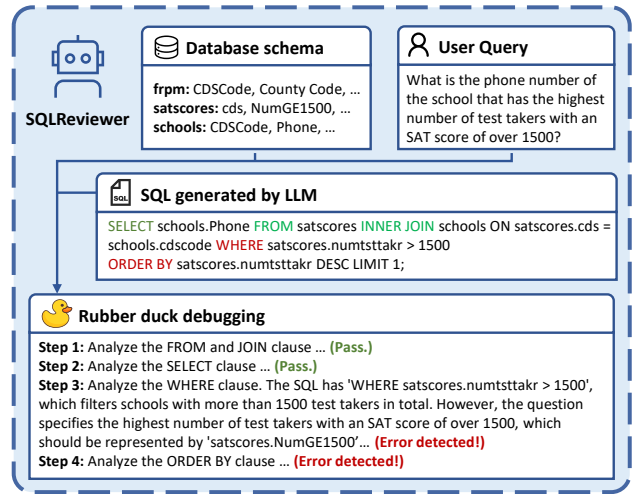 SQLReviewer
Database schema
frpm: CDSCode, County Code, ...
satscores: cds, NumGE1500, ...
schools: CDSCode, Phone, ...
User Query
What is the phone number of
the school that has the highest
number of test takers with an
SAT score of over 1500?
SQL
SQL generated by LLM
SELECT schools.Phone FROM satscores INNER JOIN schools ON satscores.cds =
schools.cdscode WHERE satscores.numtsttakr > 1500
ORDER BY satscores.numtsttakr DESC LIMIT 1;
Rubber duck debugging
Step 1: Analyze the FROM and JOIN clause ... (Pass.)
Step 2: Analyze the SELECT clause ... (Pass.)
Step 3: Analyze the WHERE clause. The SQL has 'WHERE satscores.numtsttakr > 1500',
which filters schools with more than 1500 test takers in total. However, the question
specifies the highest number of test takers with an SAT score of over 1500, which
should be represented by 'satscores.NumGE1500'... (Error detected!)
Step 4: Analyze the ORDER BY clause ... (Error detected!)